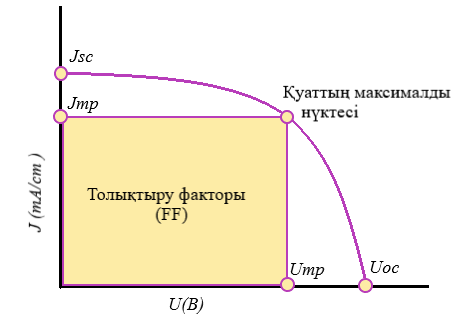 Jsc
Jmp
Қуаттың максималды
нүктесі
J (mA/cm )
Толықтыру факторы
(FF)
Ump
Uoc
U(B)